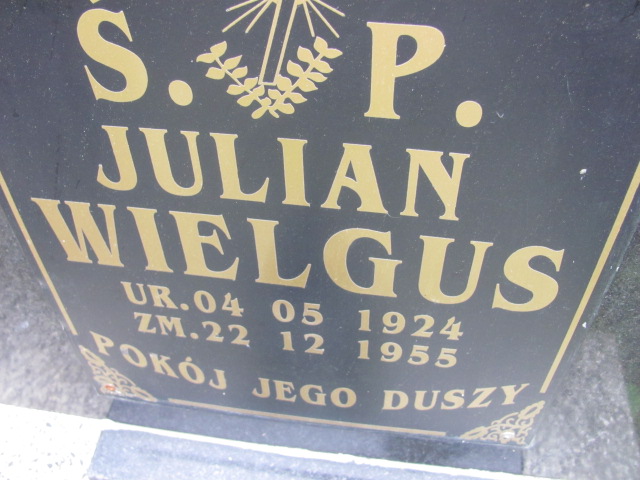 Ś. P.
JULIAN
WIELGUS
UR.04 05 1924
ZM.22 12 1955
POKÓJ JEGO DUSZY